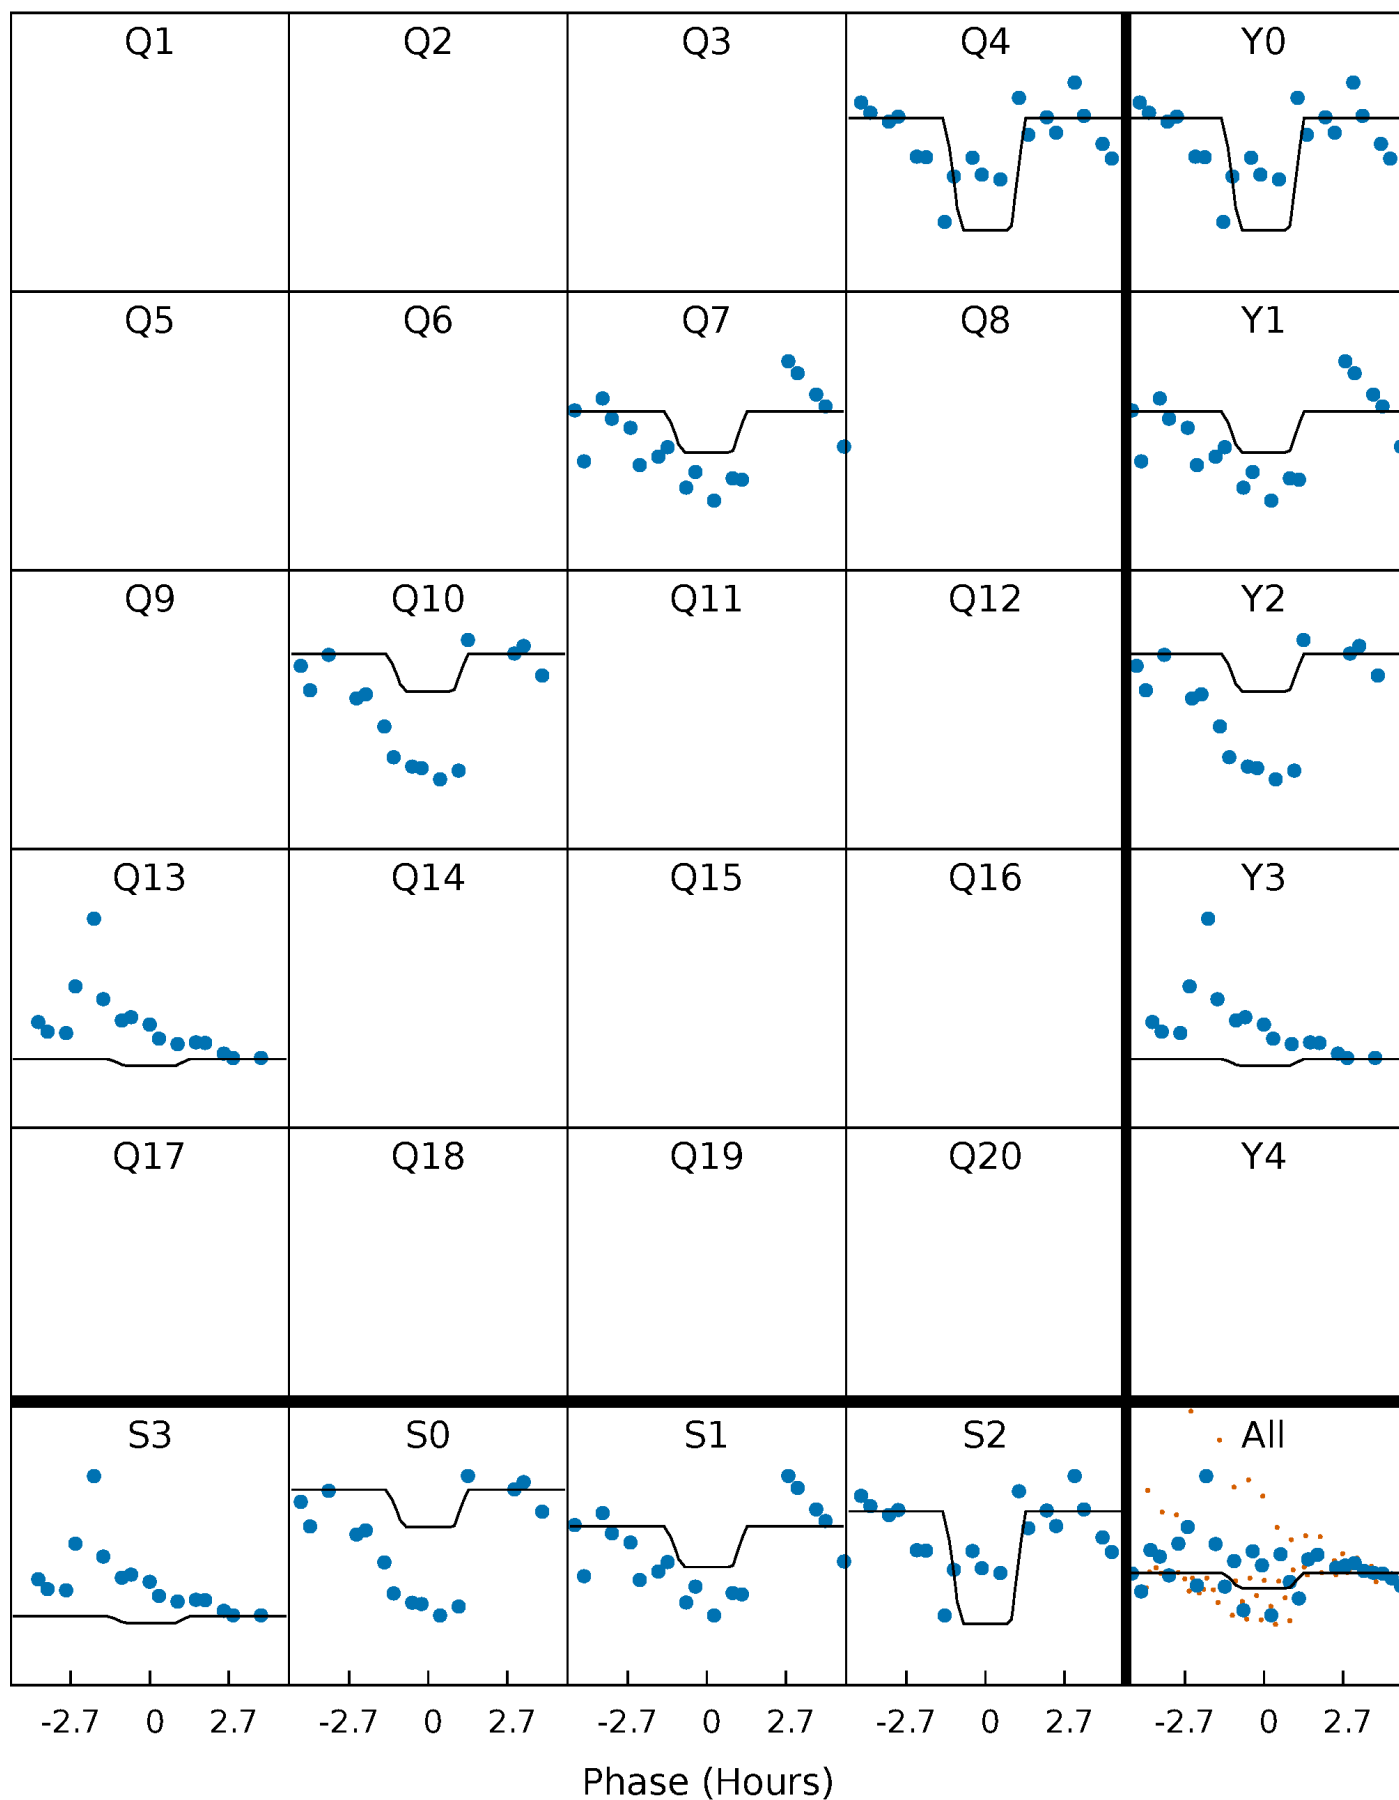 Q1 Q2 Q3 Q4 Y0
Q5 Q6 Q7 Q8 Y1
Q9 Q10 Q11 Q12 Y2
Q13 Q14 Q15 Q16 Y3
Q17 Q18 Q19 Q20 Y4
S3 S0 S1 S2 All
-2.7 0 2.7 -2.7 0 2.7 -2.7 0 2.7 -2.7 0 2.7 -2.7 0 2.7
Phase (Hours)